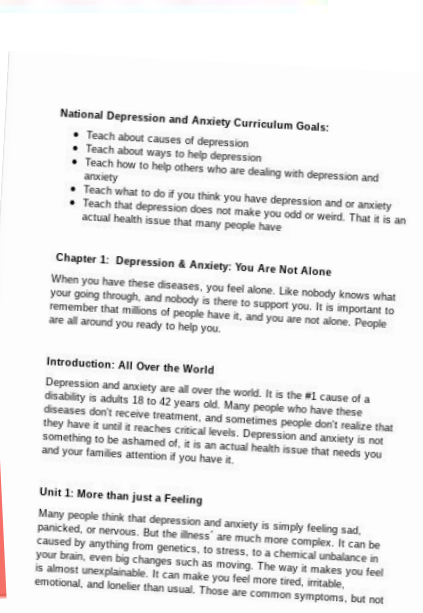 National Depression and Anxiety Curriculum Goals:
• Teach about causes of depression
• Teach about ways to help depression
• Teach how to help others who are dealing with depression and
anxiety
• Teach what to do if you think you have depression and or anxiety
• Teach that depression does not make you odd or weird. That it is an
actual health issue that many people have
Chapter 1: Depression & Anxiety: You Are Not Alone
When you have these diseases, you feel alone. Like nobody knows what
your going through, and nobody is there to support you. It is important to
remember that millions of people have it, and you are not alone. People
are all around you ready to help you.
Introduction: All Over the World
Depression and anxiety are all over the world. It is the #1 cause of a
disability is adults 18 to 42 years old. Many people who have these
diseases don't receive treatment, and sometimes people don't realize that
they have it until it reaches critical levels. Depression and anxiety is not
something to be ashamed of, it is an actual health issue that needs you
and your families attention if you have it.
Unit 1: More than just a Feeling
Many people think that depression and anxiety is simply feeling sad,
panicked, or nervous. But the illness´ are much more complex. It can be
caused by anything from genetics, to stress, to a chemical unbalance in
your brain, even big changes such as moving. The way it makes you feel
is almost unexplainable. It can make you feel more tired, irritable,
emotional, and lonelier than usual. Those are common symptoms, but not